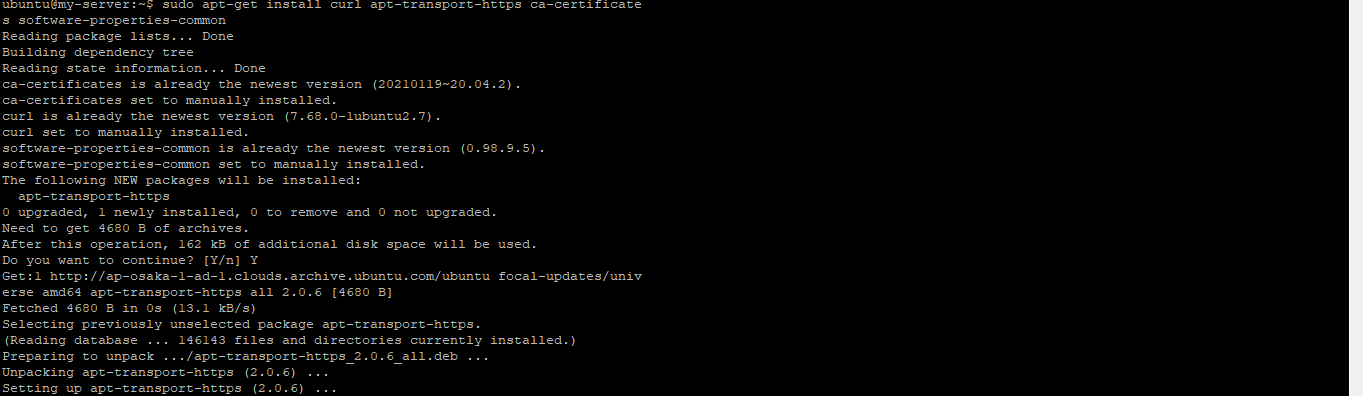 ubuntu@my-server:~$ sudo apt-get install curl apt-transport-https ca-certificate
s software-properties-common
Reading package lists... Done
Building dependency tree
Reading state information... Done
ca-certificates is already the newest version (20210119~20.04.2).
ca-certificates set to manually installed.
curl is already the newest version (7.68.0-1ubuntu2.7).
curl set to manually installed.
software-properties-common is already the newest version (0.98.9.5).
software-properties-common set to manually installed.
The following NEW packages will be installed:
  apt-transport-https
0 upgraded, 1 newly installed, 0 to remove and 0 not upgraded.
Need to get 4680 B of archives.
After this operation, 162 kB of additional disk space will be used.
Do you want to continue? [Y/n] Y
Get:1 http://ap-osaka-1-ad-1.clouds.archive.ubuntu.com/ubuntu focal-updates/univ
erse amd64 apt-transport-https all 2.0.6 [4680 B]
Fetched 4680 B in 0s (13.1 kB/s)
Selecting previously unselected package apt-transport-https.
(Reading database ... 146143 files and directories currently installed.)
Preparing to unpack .../apt-transport-https_2.0.6_all.deb ...
Unpacking apt-transport-https (2.0.6) ...
Setting up apt-transport-https (2.0.6) ...